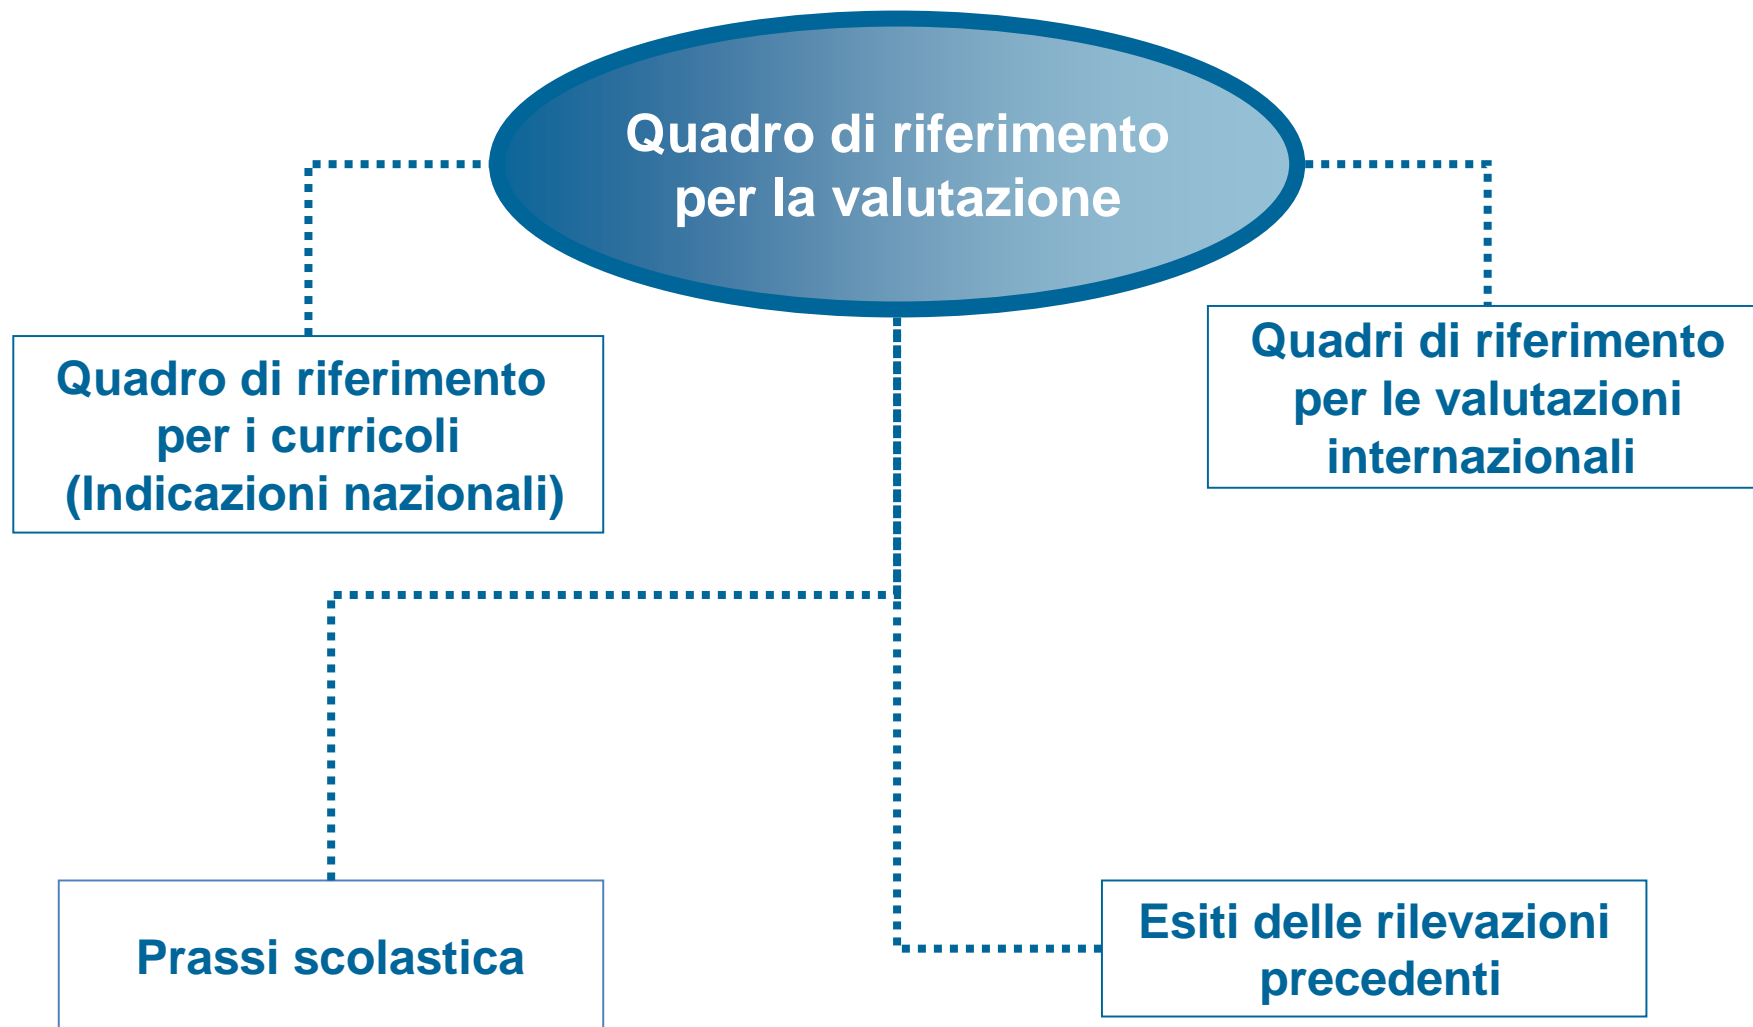 Quadro di riferimento
per la valutazione
Quadro di riferimento
per i curricoli
(Indicazioni nazionali)
Quadri di riferimento
per le valutazioni
internazionali
Prassi scolastica
Esiti delle rilevazioni
precedenti